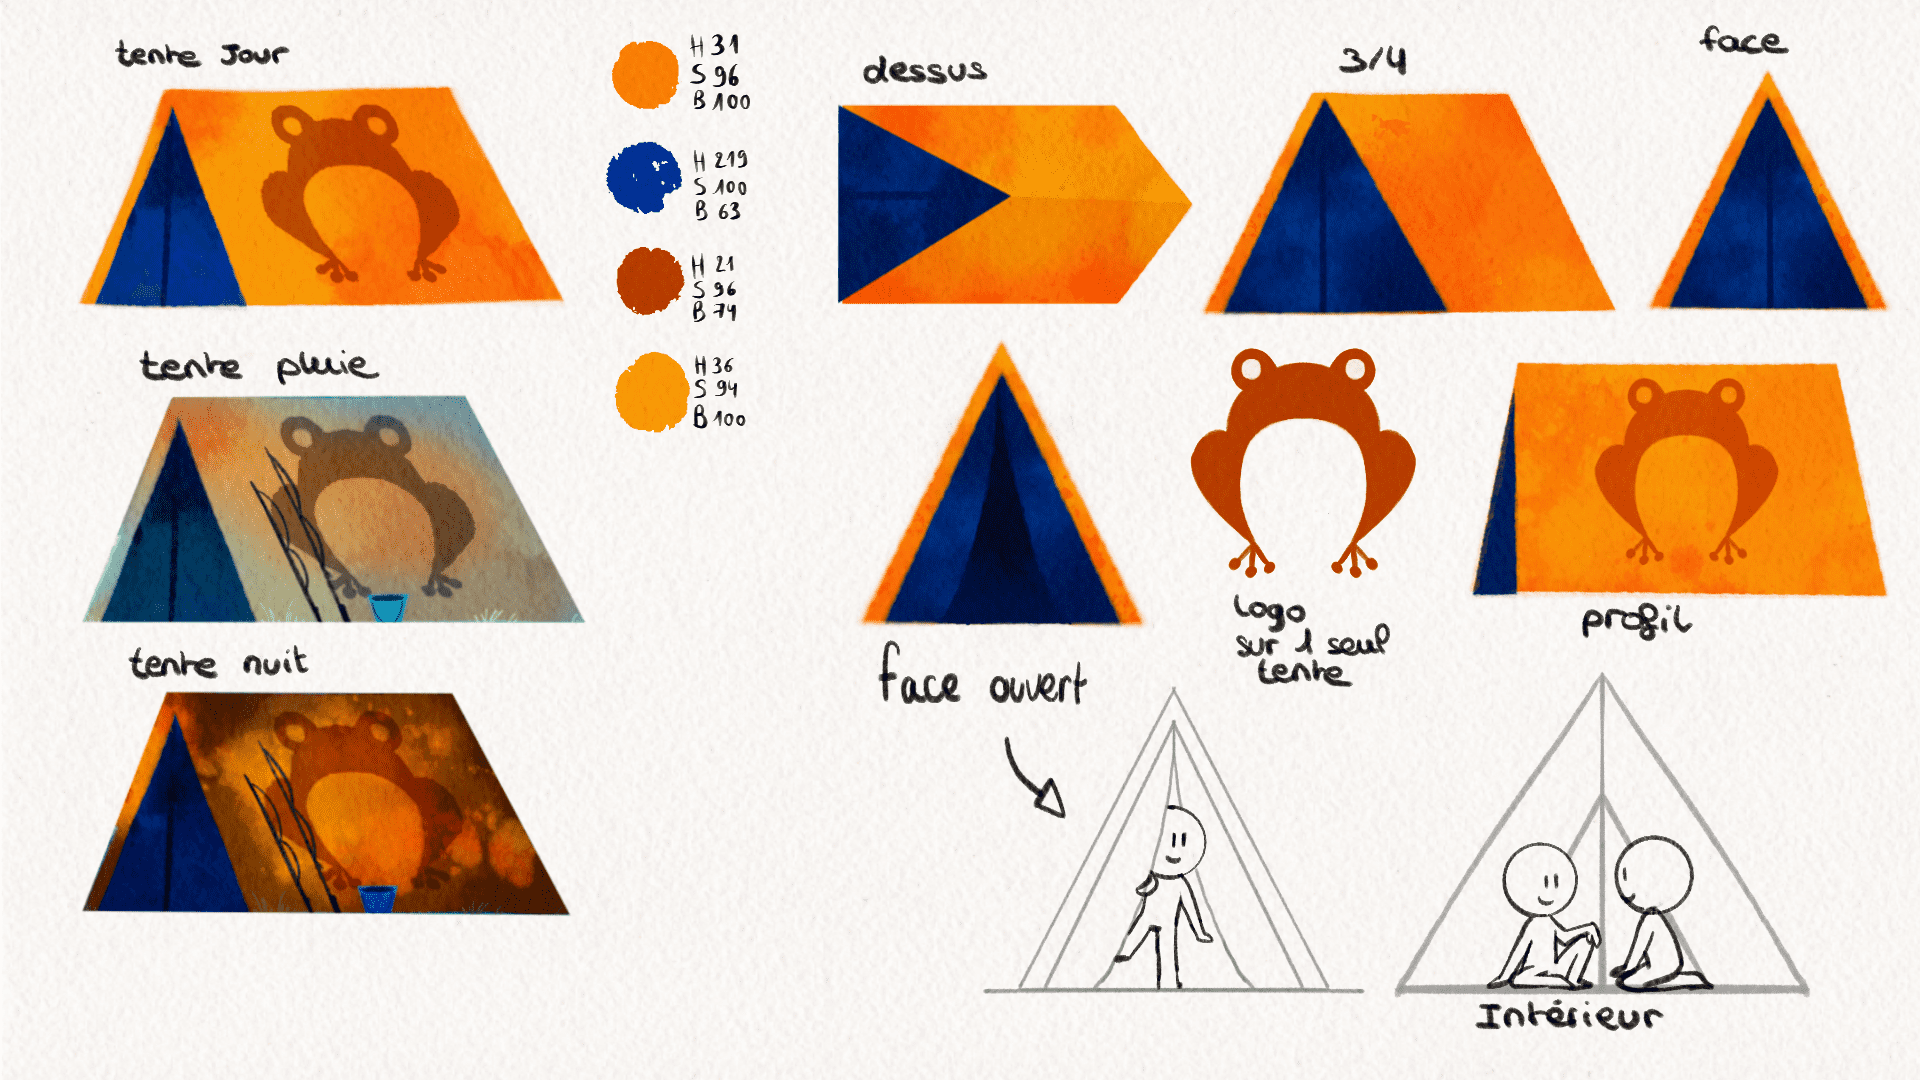 tente Jour
H 31
S 96
B 100
H 219
S 100
B 63
H 21
S 96
B 74
H 36
S 94
B 100
tente pluie
tente nuit
dessus
3/4
face
face ouvert
logo
sur 1 seul
tente
profil
Intérieur